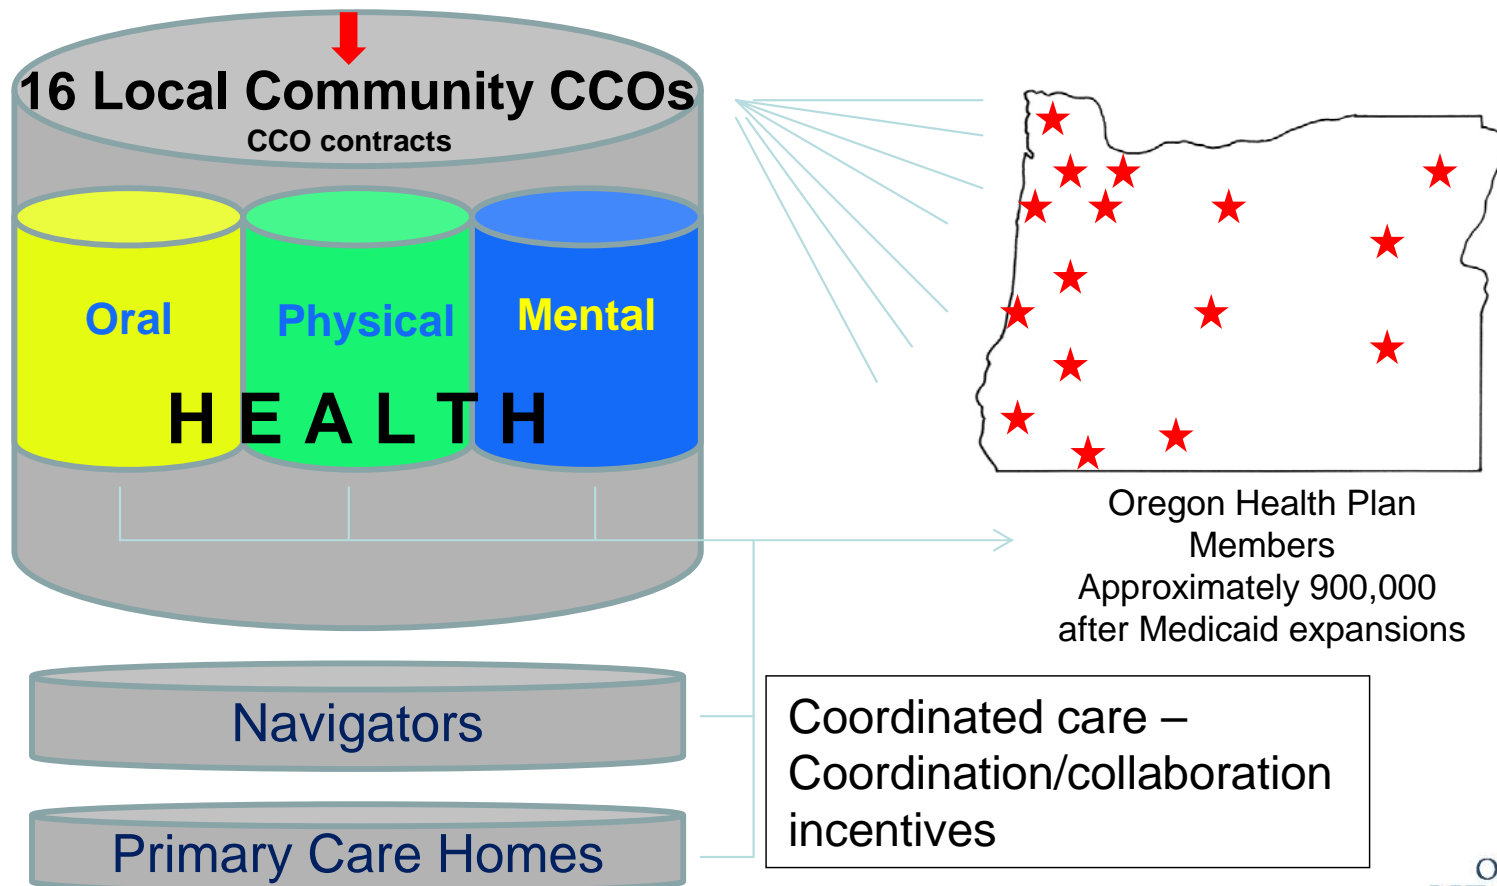 16 Local Community CCOs
CCO contracts
Oral
Physical
Mental
H E A L T H
Oregon Health Plan
Members
Approximately 900,000
after Medicaid expansions
Navigators
Primary Care Homes
Coordinated care –
Coordination/collaboration
incentives